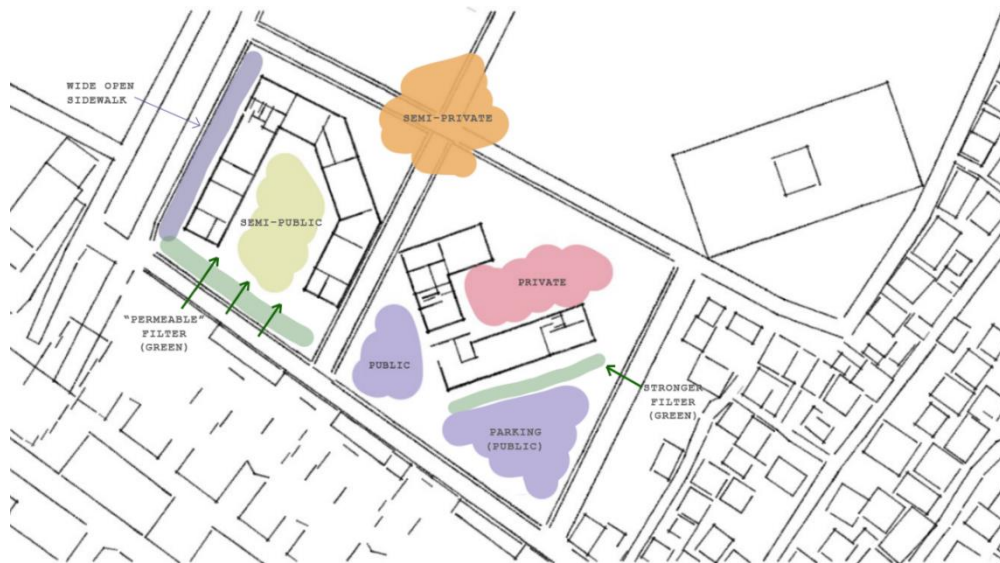 WIDE OPEN
SIDEWALK
SEMI-PRIVATE
SEMI-PUBLIC
PRIVATE
"PERMEABLE"
FILTER
(GREEN)
PUBLIC
STRONGER
FILTER
(GREEN)
PARKING
(PUBLIC)